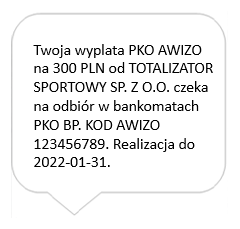 Twoja wyplata PKO AWIZO
na 300 PLN od TOTALIZATOR
SPORTOWY SP. Z O.O. czeka
na odbiór w bankomatach
PKO BP. KOD AWIZO
123456789. Realizacja do
2022-01-31.